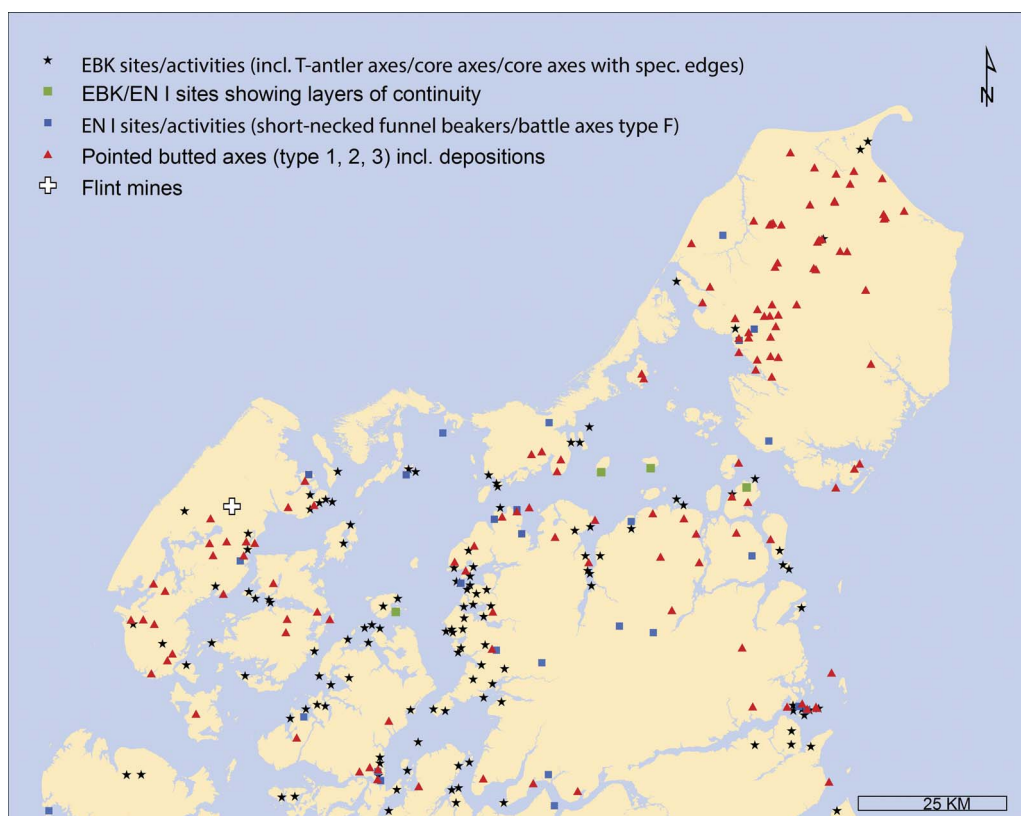 EBK sites/activities (incl. T-antler axes/core axes/core axes with spec. edges)
EBK/EN I sites showing layers of continuity
EN I sites/activities (short-necked funnel beakers/battle axes type F)
Pointed butted axes (type 1, 2, 3) incl. depositions
Flint mines
N
25 KM